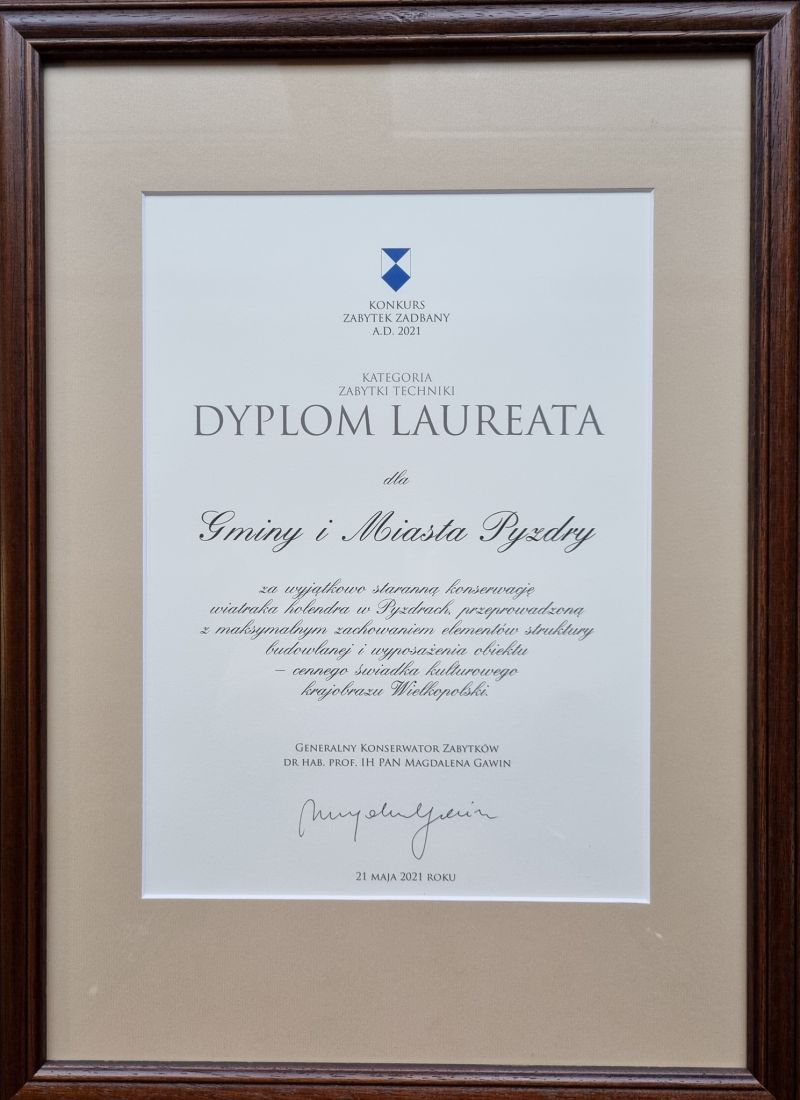 KONKURS
ZABYTEK ZADBANY
A.D. 2021
KATEGORIA
ZABYTKI TECHNIKI
DYPLOM LAUREATA
dla
Gminy i Miasta Pyzdry
za wyjątkowo staranną konserwację
wiatraka holendra w Pyzdrach, przeprowadzoną
z maksymalnym zachowaniem elementów struktury
budowlanej i wyposażenia obiektu
– cennego świadka kulturowego
krajobrazu Wielkopolski.
Generalny Konserwator Zabytków
dr hab. prof. IH PAN Magdalena Gawin
21 maja 2021 roku